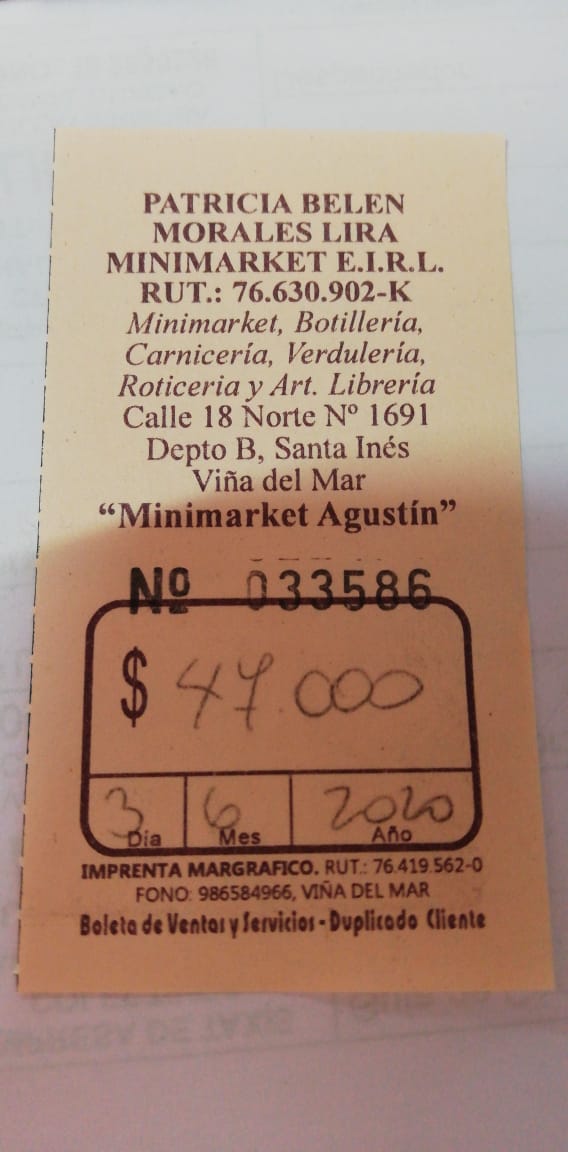 PATRICIA BELEN
MORALES LIRA
MINIMARKET E.I.R.L.
RUT.: 76.630.902-K
Minimarket, Botillería,
Carnicería, Verdulería,
Roticeria y Art. Librería
Calle 18 Norte Nº 1691
Depto B, Santa Inés
Viña del Mar
“Minimarket Agustín”
Nº 033586
$ 47.000
3 6 2020
Día Mes Año
IMPRENTA MARGRAFICO. RUT.: 76.419.562-0
FONO: 986584966, VIÑA DEL MAR
Boleta de Ventas y Servicios - Duplicado Cliente
EMPRESA DE TAXIS